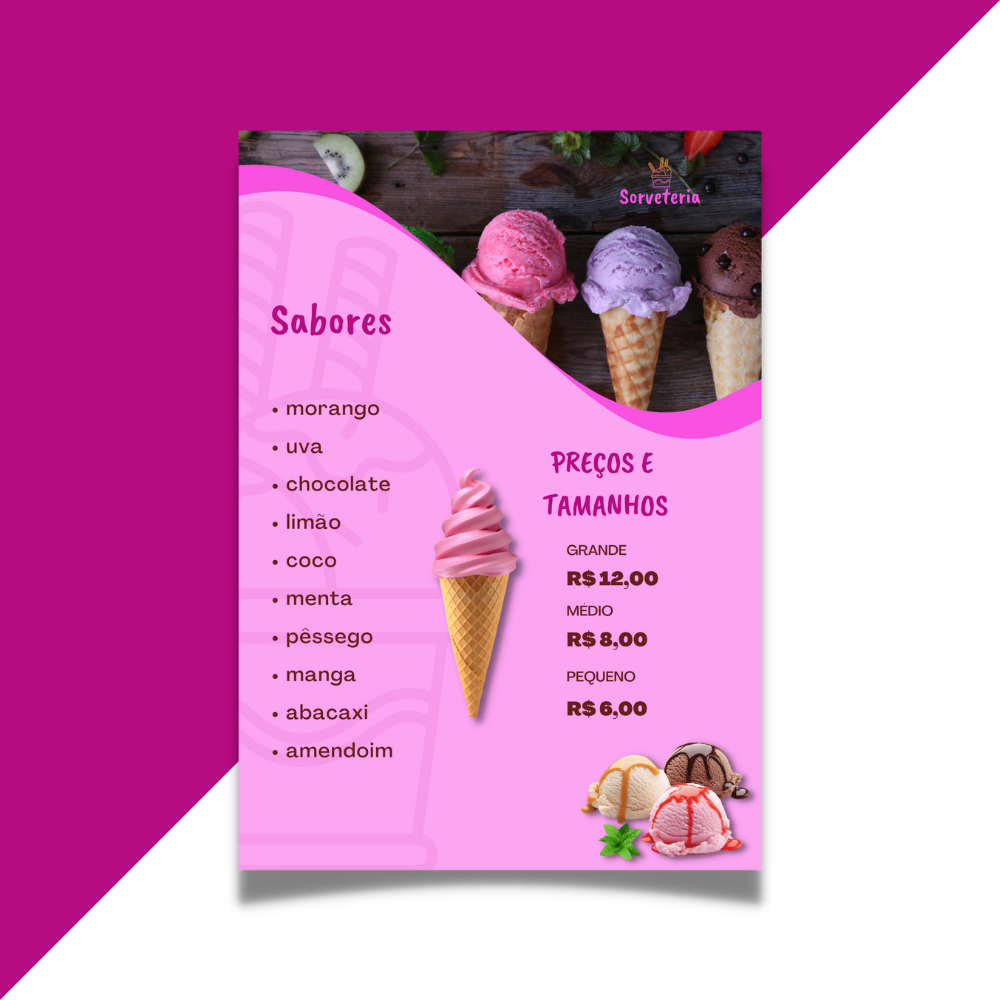 Sorveteria
Sabores
• morango
• uva
• chocolate
• limão
• coco
• menta
• pêssego
• manga
• abacaxi
• amendoim
PREÇOS E
TAMANHOS
GRANDE
R$ 12,00
MÉDIO
R$ 8,00
PEQUENO
R$ 6,00